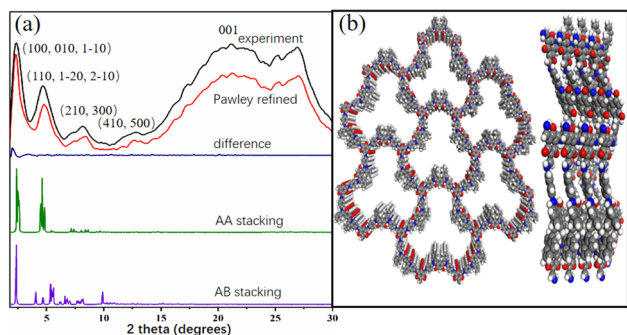 (a)
(100, 010, 1-10)
001
experiment
(110, 1-20, 2-10)
Pawley refined
(210, 300)
(410, 500)
difference
AA stacking
AB stacking
5
10
15
20
25
30
2 theta (degrees)
(b)